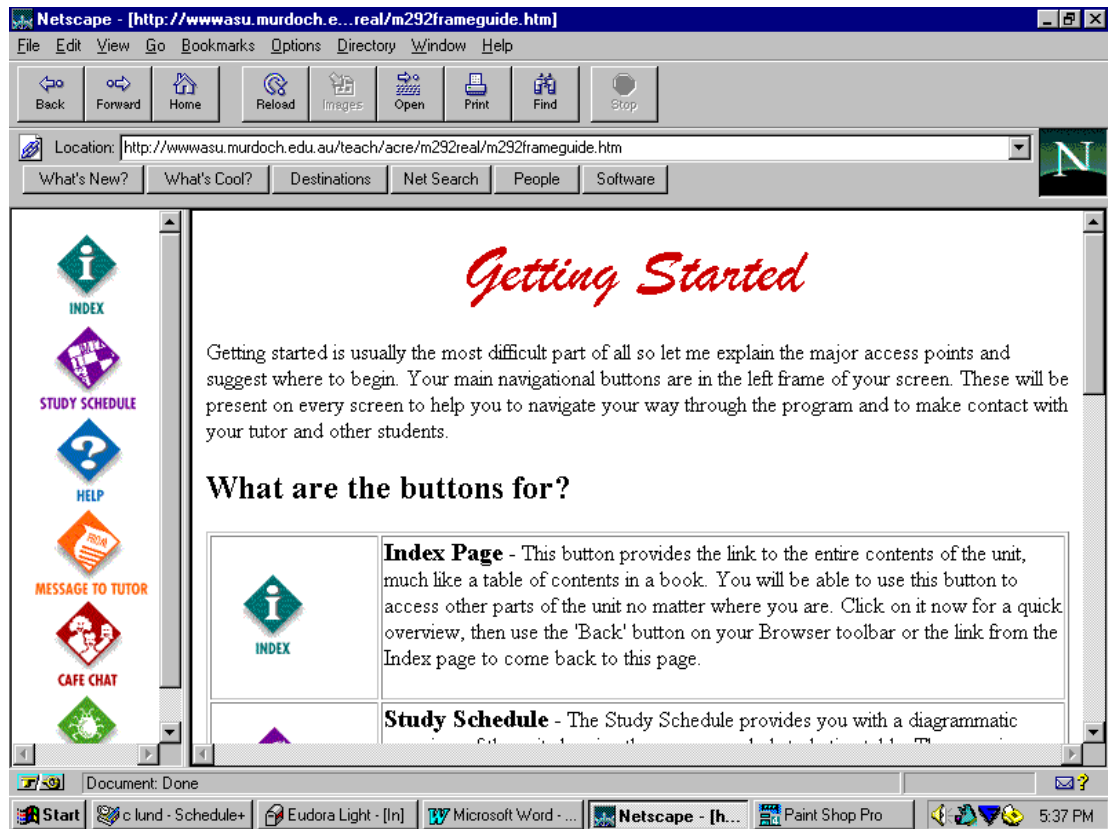 Netscape - [http://wwwasu.murdoch.e...real/m292frameguide.htm]
File Edit View Go Bookmarks Options Directory Window Help
Back Forward Home Reload Images Open Print Find Stop
Location: http://wwwasu.murdoch.edu.au/teach/acre/m292real/m292frameguide.htm
N
What's New? What's Cool? Destinations Net Search People Software
INDEX
STUDY SCHEDULE
HELP
FROM
MESSAGE TO TUTOR
CAFE CHAT
Getting Started
Getting started is usually the most difficult part of all so let me explain the major access points and
suggest where to begin. Your main navigational buttons are in the left frame of your screen. These will be
present on every screen to help you to navigate your way through the program and to make contact with
your tutor and other students.
What are the buttons for?
INDEX
Index Page - This button provides the link to the entire contents of the unit,
much like a table of contents in a book. You will be able to use this button to
access other parts of the unit no matter where you are. Click on it now for a quick
overview, then use the 'Back' button on your Browser toolbar or the link from the
Index page to come back to this page.
Study Schedule - The Study Schedule provides you with a diagrammatic
Document: Done
Start c lund - Schedule+ Eudora Light - [In] Microsoft Word - ... Netscape - [h... Paint Shop Pro 5:37 PM